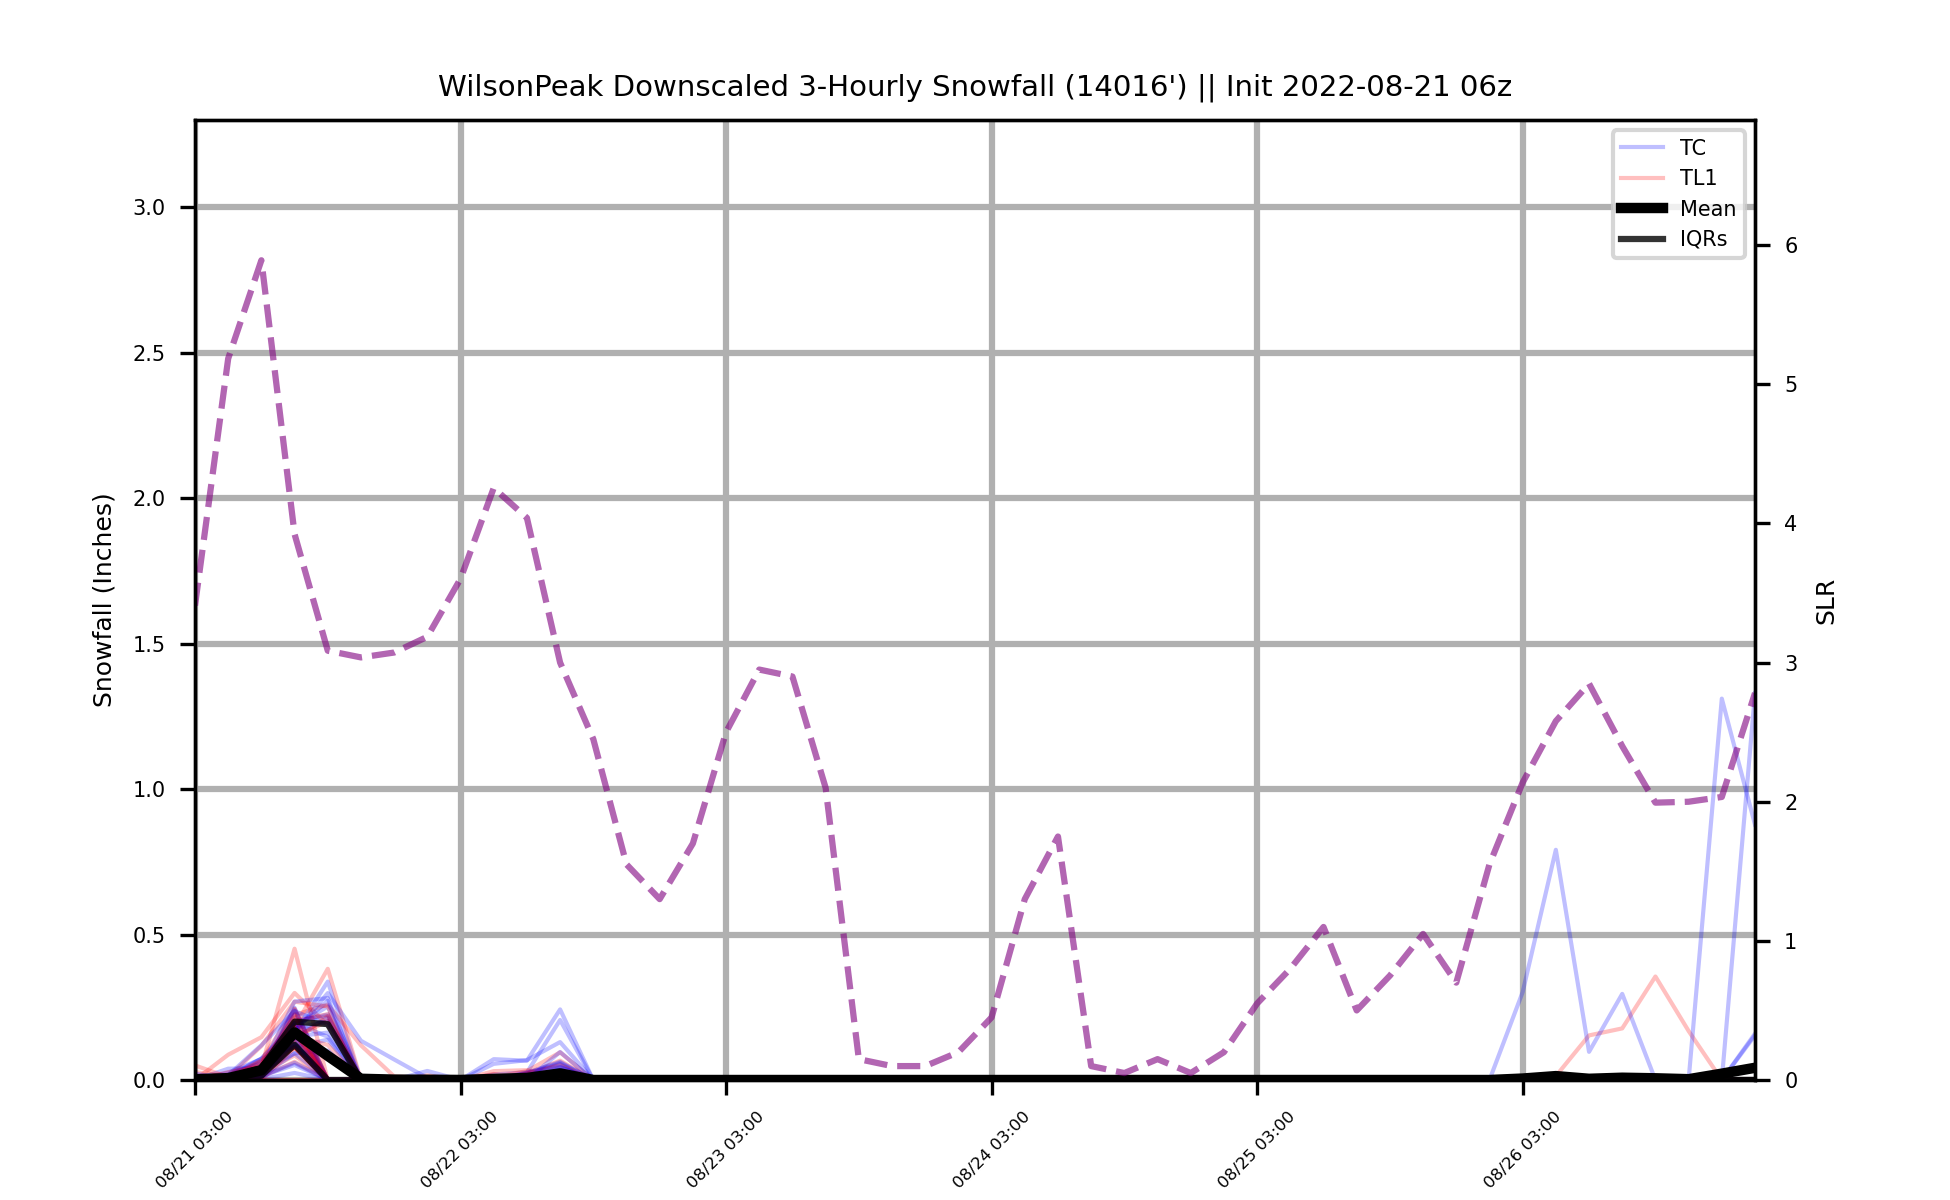 WilsonPeak Downscaled 3-Hourly Snowfall (14016') || Init 2022-08-21 06z
TC
TL1
Mean
IQRs
Snowfall (Inches)
3.0
2.5
2.0
1.5
1.0
0.5
0.0
SLR
6
5
4
3
2
1
0
08/21 03:00
08/22 03:00
08/23 03:00
08/24 03:00
08/25 03:00
08/26 03:00